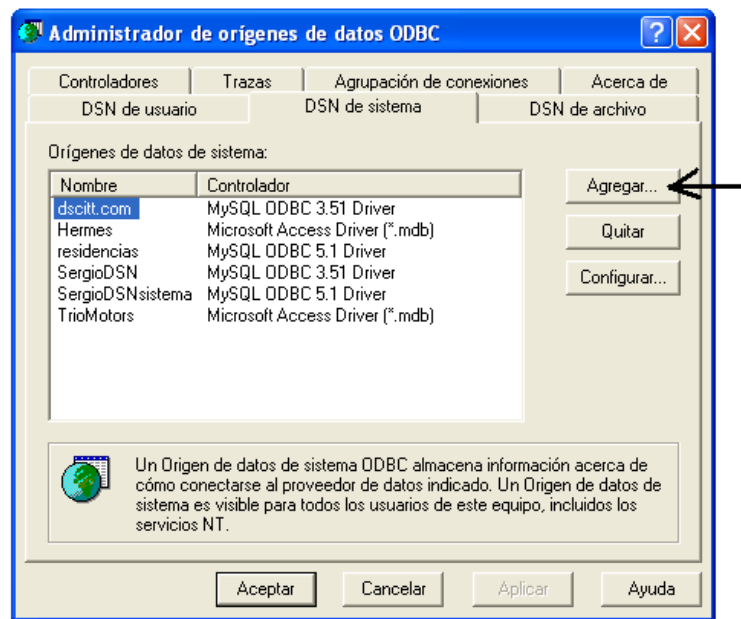 Administrador de orígenes de datos ODBC
Controladores Trazas Agrupación de conexiones Acerca de
DSN de usuario DSN de sistema DSN de archivo
Orígenes de datos de sistema:
Nombre Controlador
dscitt.com MySQL ODBC 3.51 Driver
Hermes Microsoft Access Driver (*.mdb)
residencias MySQL ODBC 5.1 Driver
SergioDSN MySQL ODBC 3.51 Driver
SergioDSNsistema MySQL ODBC 5.1 Driver
TrioMotors Microsoft Access Driver (*.mdb)
Agregar...
Quitar
Configurar...
Un Origen de datos de sistema ODBC almacena información acerca de
cómo conectarse al proveedor de datos indicado. Un Origen de datos de
sistema es visible para todos los usuarios de este equipo, incluidos los
servicios NT.
Aceptar Cancelar Aplicar Ayuda